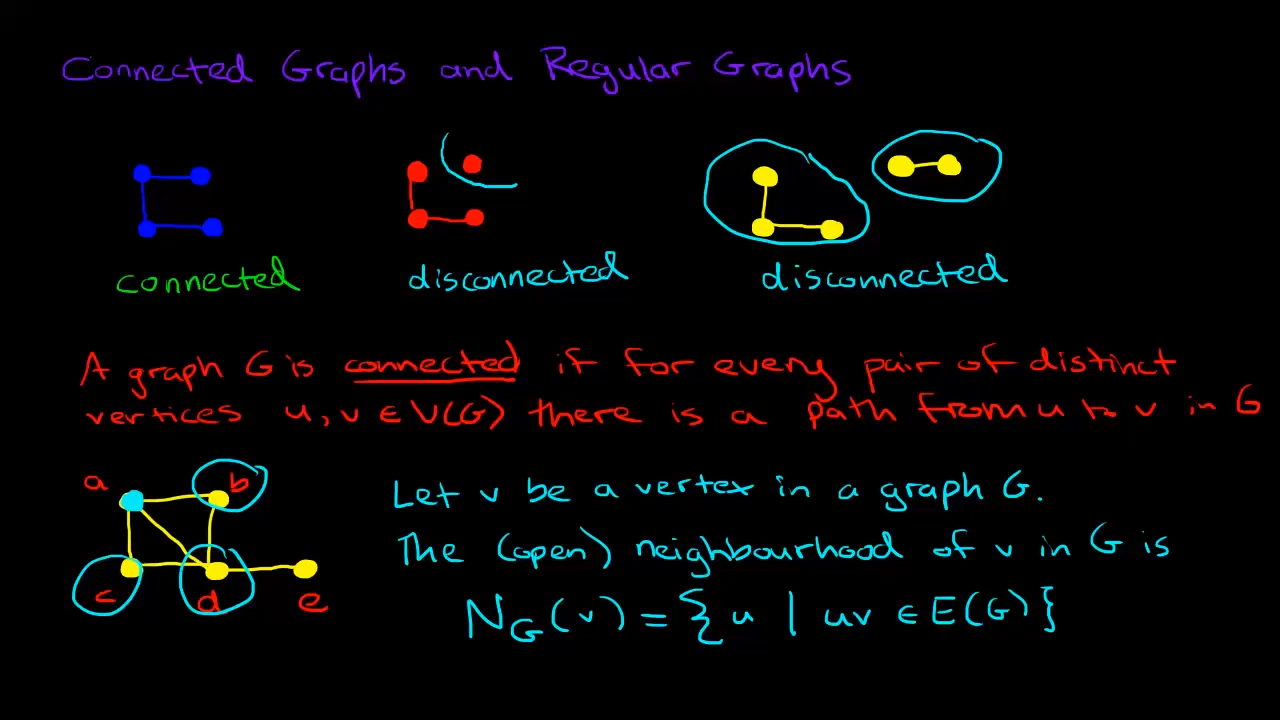 Connected Graphs and Regular Graphs
connected disconnected disconnected
A graph G is connected if for every pair of distinct
vertices u, v ∈ V(G) there is a path from u to v in G
a b
c d e
Let v be a vertex in a graph G.
The (open) neighbourhood of v in G is
N_G(v) = {u | uv ∈ E(G)}